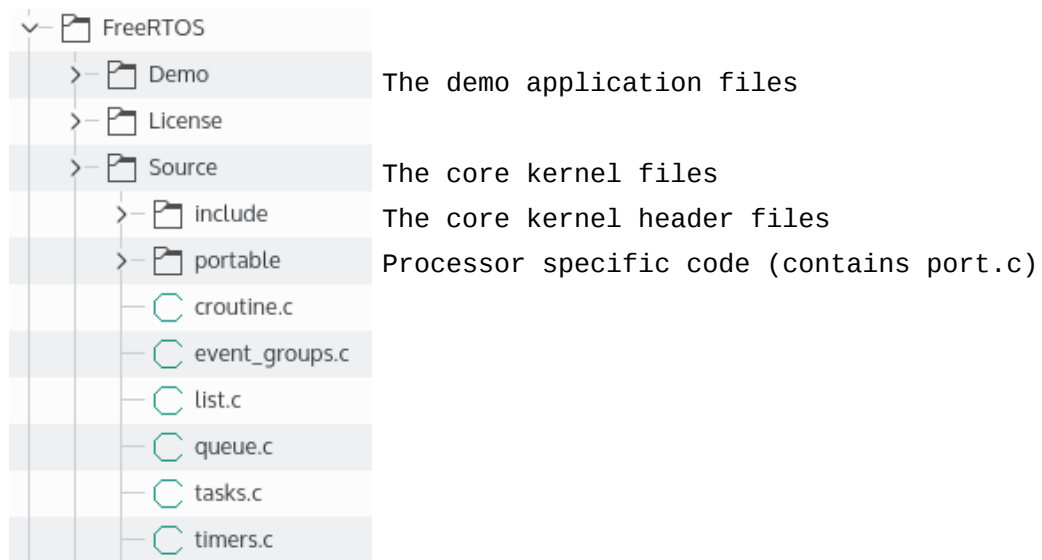 FreeRTOS
Demo The demo application files
License
Source The core kernel files
include The core kernel header files
portable Processor specific code (contains port.c)
croutine.c
event_groups.c
list.c
queue.c
tasks.c
timers.c